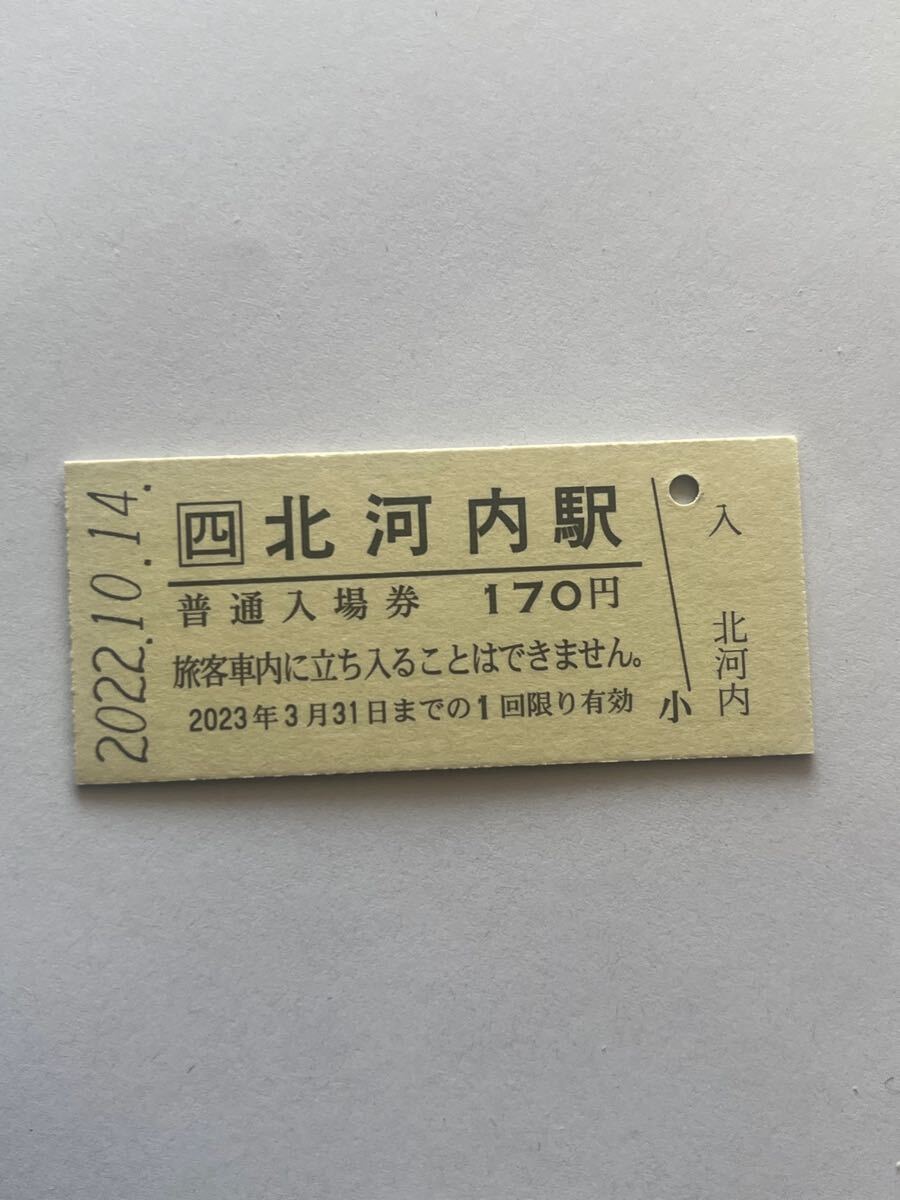 2022.10.14.
四 北河内駅
普通入場券 170円
旅客車内に立ち入ることはできません。
2023年3月31日までの1回限り有効
小
入
北河内